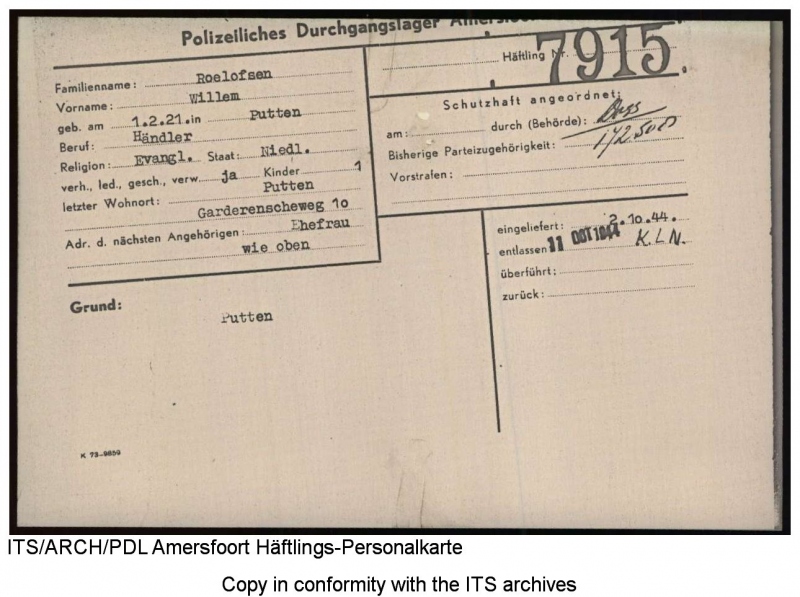 Polizeiliches Durchgangslager Amersfoort
Häftling Nr. 7915
Familienname: Roelofsen
Vorname: Willem
geb. am 1.2.21. in Putten
Beruf: Händler
Religion: Evangl. Staat: Niedl.
verh., led., gesch., verw. ja Kinder 1
letzter Wohnort: Putten
Garderenscheweg 10
Adr. d. nächsten Angehörigen: Ehefrau
wie oben
Schutzhaft angeordnet:
am: durch (Behörde):
Bisherige Parteizugehörigkeit:
Vorstrafen:
eingeliefert: 2.10.44.
entlassen 11 OCT 1944 K.L.N.
überführt:
zurück:
Grund:
Putten
K 73-9859
ITS/ARCH/PDL Amersfoort Häftlings-Personalkarte
Copy in conformity with the ITS archives